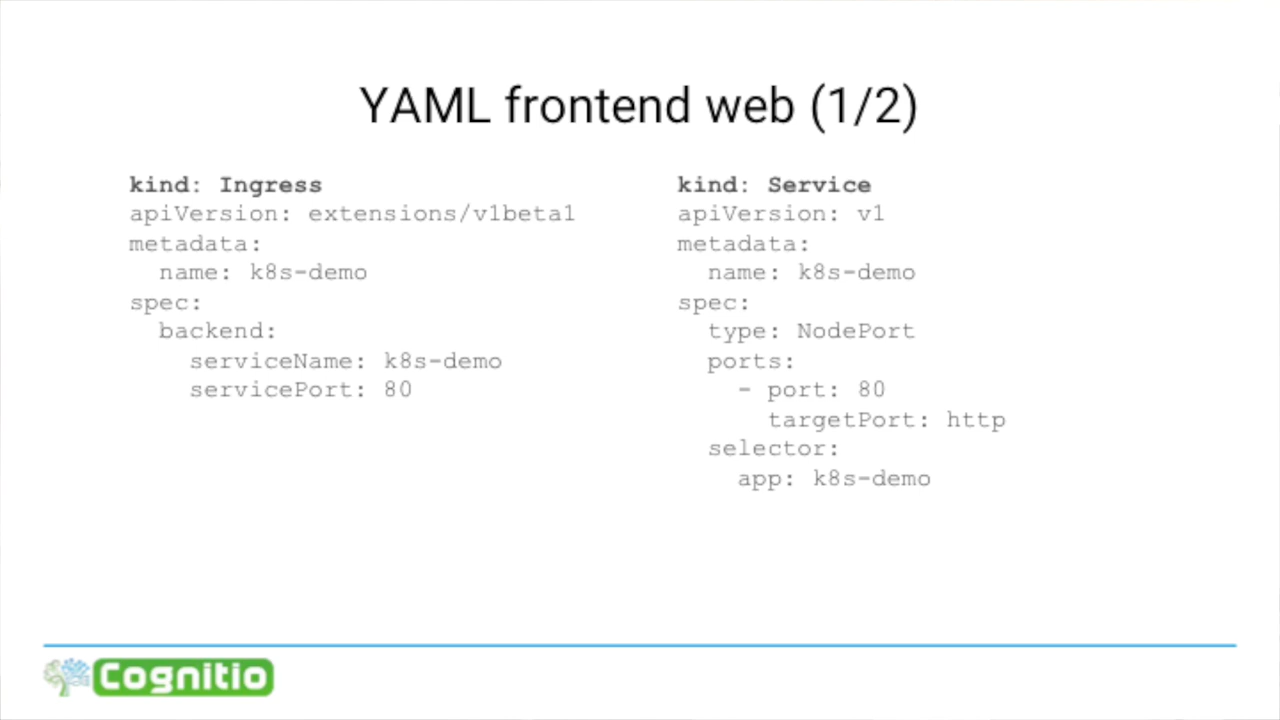 YAML frontend web (1/2)
kind: Ingress
apiVersion: extensions/v1beta1
metadata:
  name: k8s-demo
spec:
  backend:
    serviceName: k8s-demo
    servicePort: 80
kind: Service
apiVersion: v1
metadata:
  name: k8s-demo
spec:
  type: NodePort
  ports:
    - port: 80
      targetPort: http
  selector:
    app: k8s-demo
Cognitio